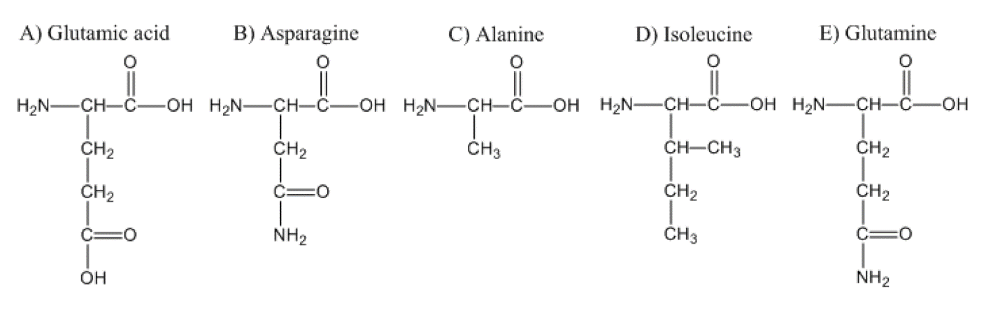 A) Glutamic acid B) Asparagine C) Alanine D) Isoleucine E) Glutamine
O O O O O
H₂N CH C OH H₂N CH C OH H₂N CH C OH H₂N CH C OH H₂N CH C OH
CH₂ CH₂ CH₃ CH CH₃ CH₂
CH₂ C O CH₂ CH₂
C O NH₂ CH₃ C O
OH NH₂